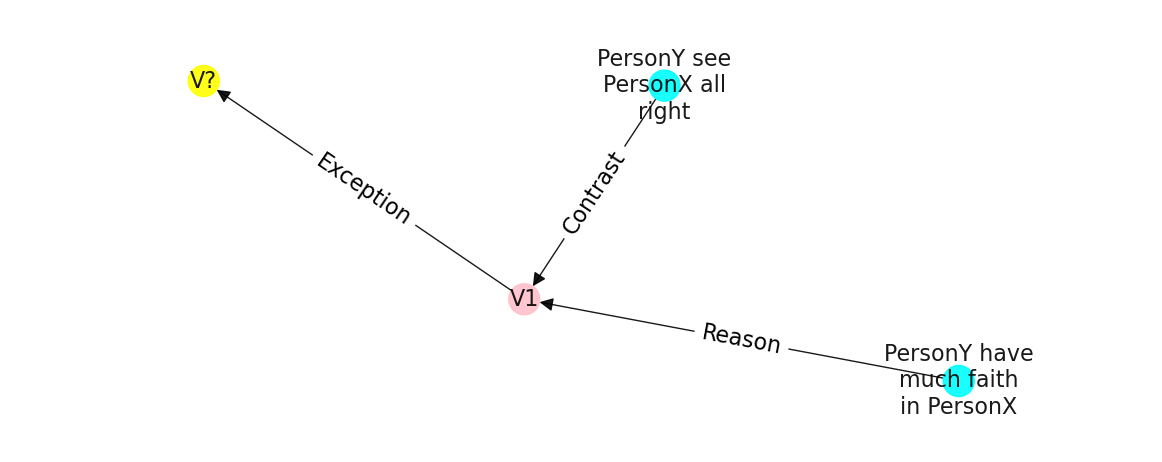 PersonY see
PersonX all
right
V?
Exception
Contrast
V1
Reason
PersonY have
much faith
in PersonX